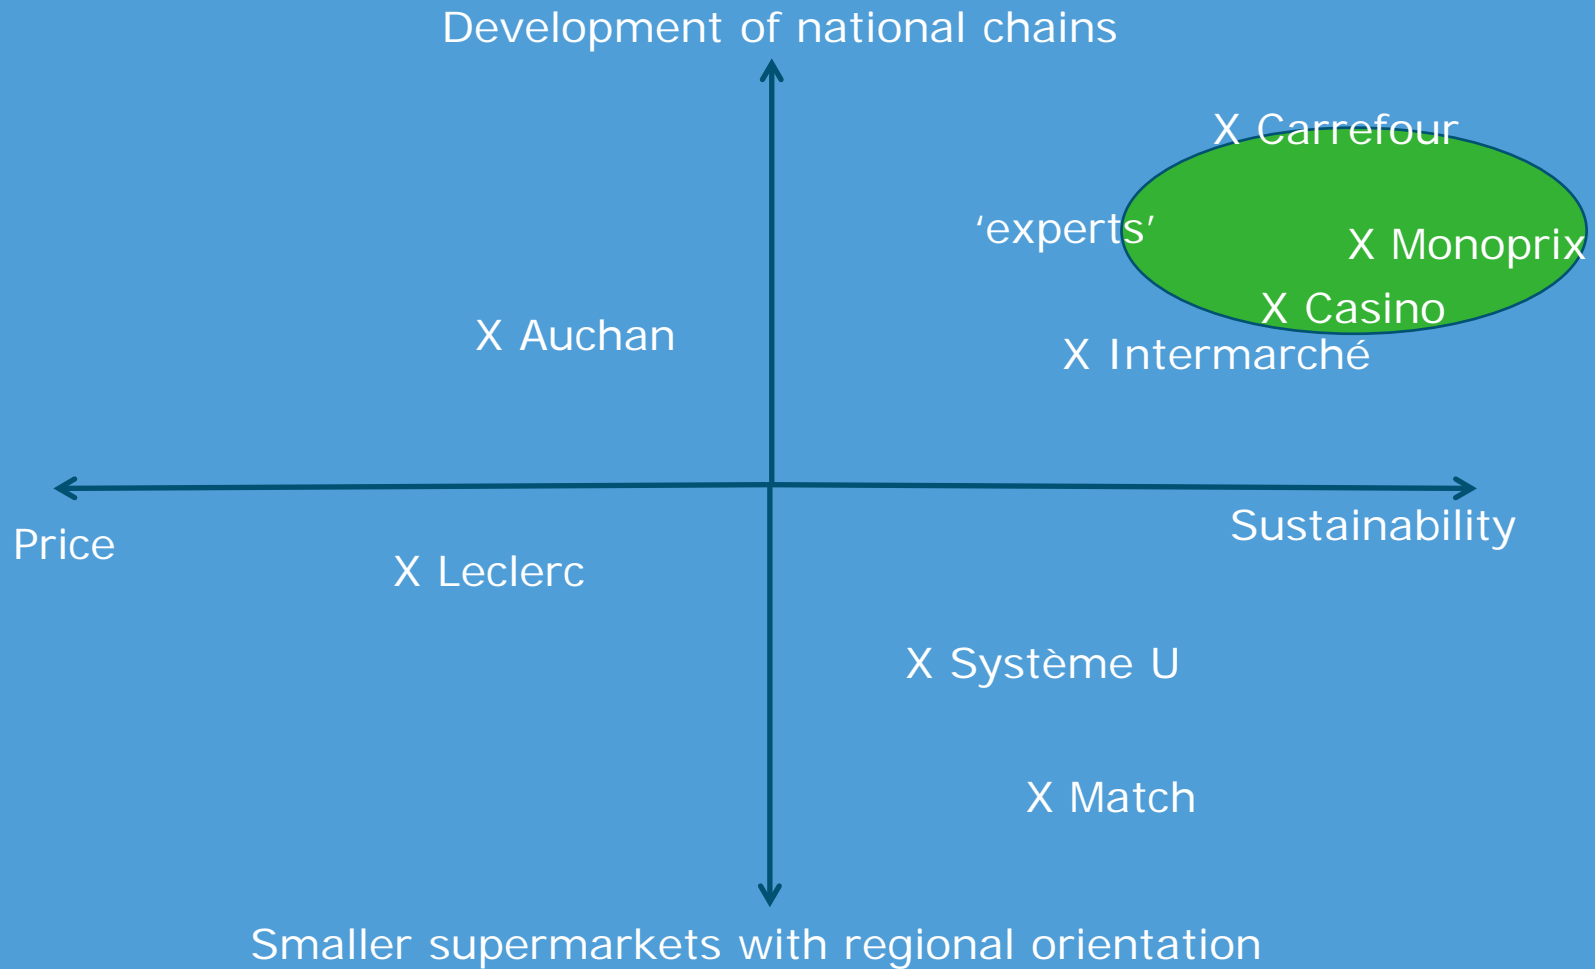 Development of national chains
X Carrefour
'experts'
X Monoprix
X Casino
X Auchan
X Intermarché
Sustainability
Price
X Leclerc
X Système U
X Match
Smaller supermarkets with regional orientation